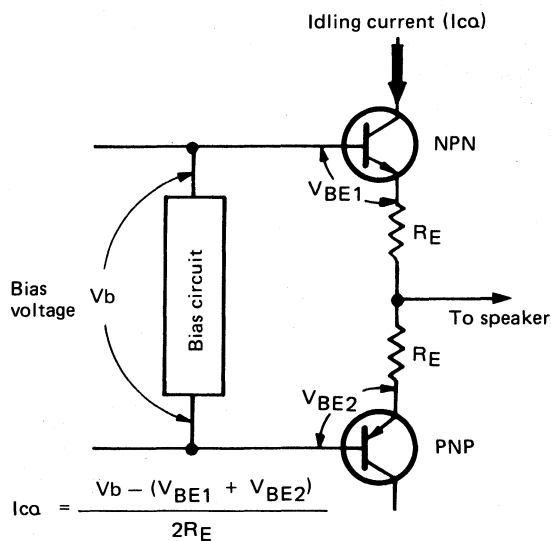 Idling current (Ica)
NPN
VBE1
RE
Bias
voltage Vb
Bias circuit
To speaker
RE
VBE2
PNP
Ica = Vb – (VBE1 + VBE2)
2RE